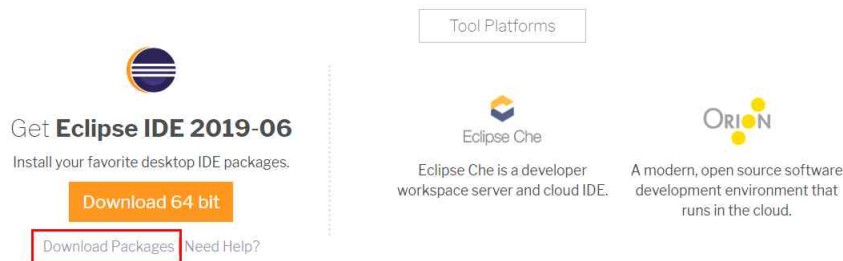 Tool Platforms
Get Eclipse IDE 2019-06
Install your favorite desktop IDE packages.
Download 64 bit
Download Packages Need Help?
Eclipse Che
Eclipse Che is a developer
workspace server and cloud IDE.
ORION
A modern, open source software
development environment that
runs in the cloud.